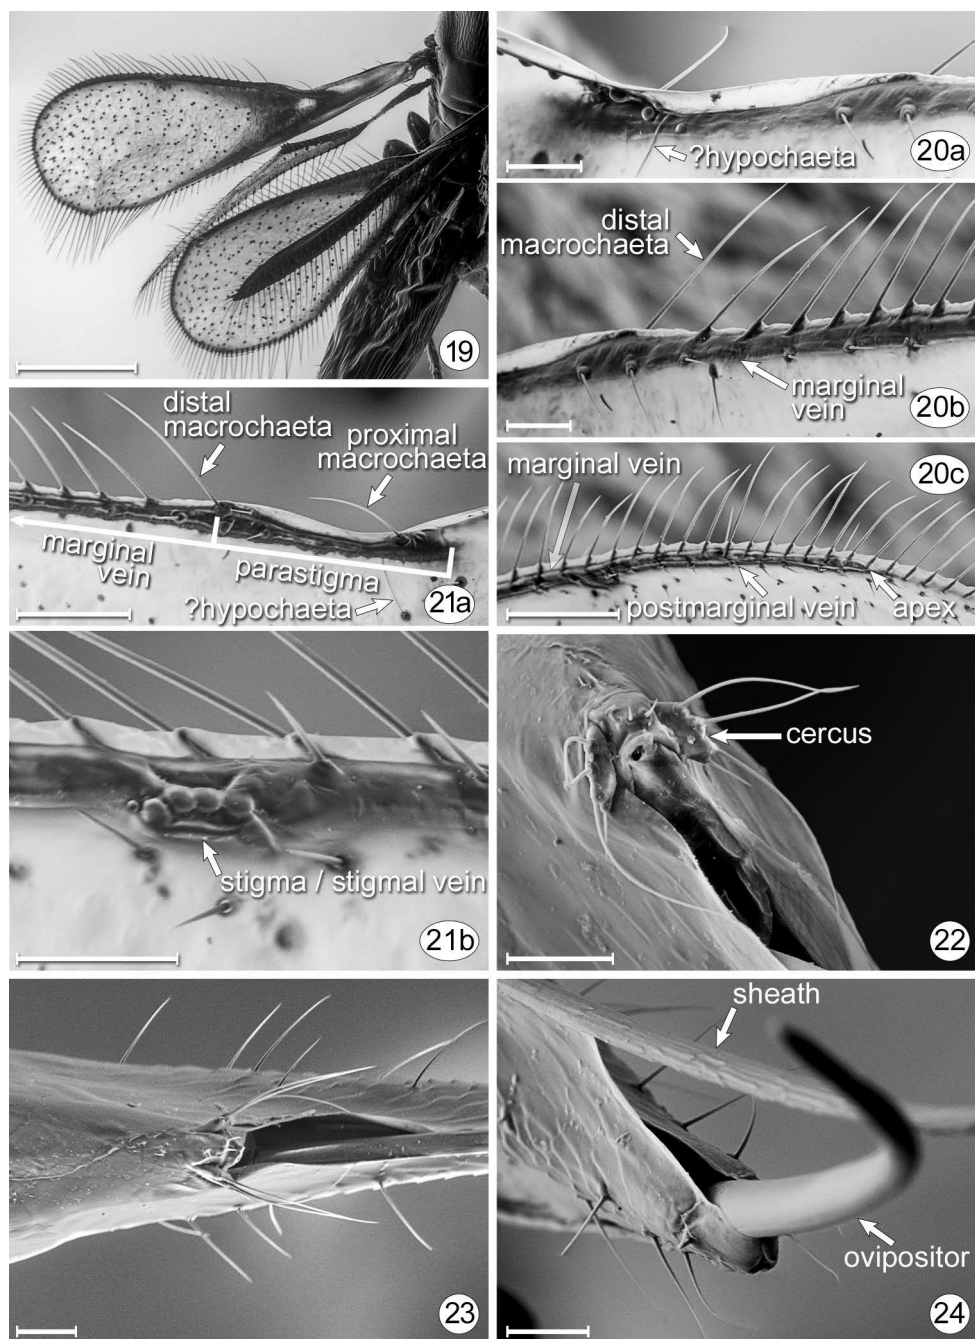 19
?hypochaeta
20a
distal
macrochaeta
marginal
vein
20b
distal
macrochaeta
proximal
macrochaeta
marginal
vein
parastigma
?hypochaeta
21a
20c
marginal vein
postmarginal vein
apex
stigma / stigmal vein
21b
cercus
22
23
sheath
ovipositor
24